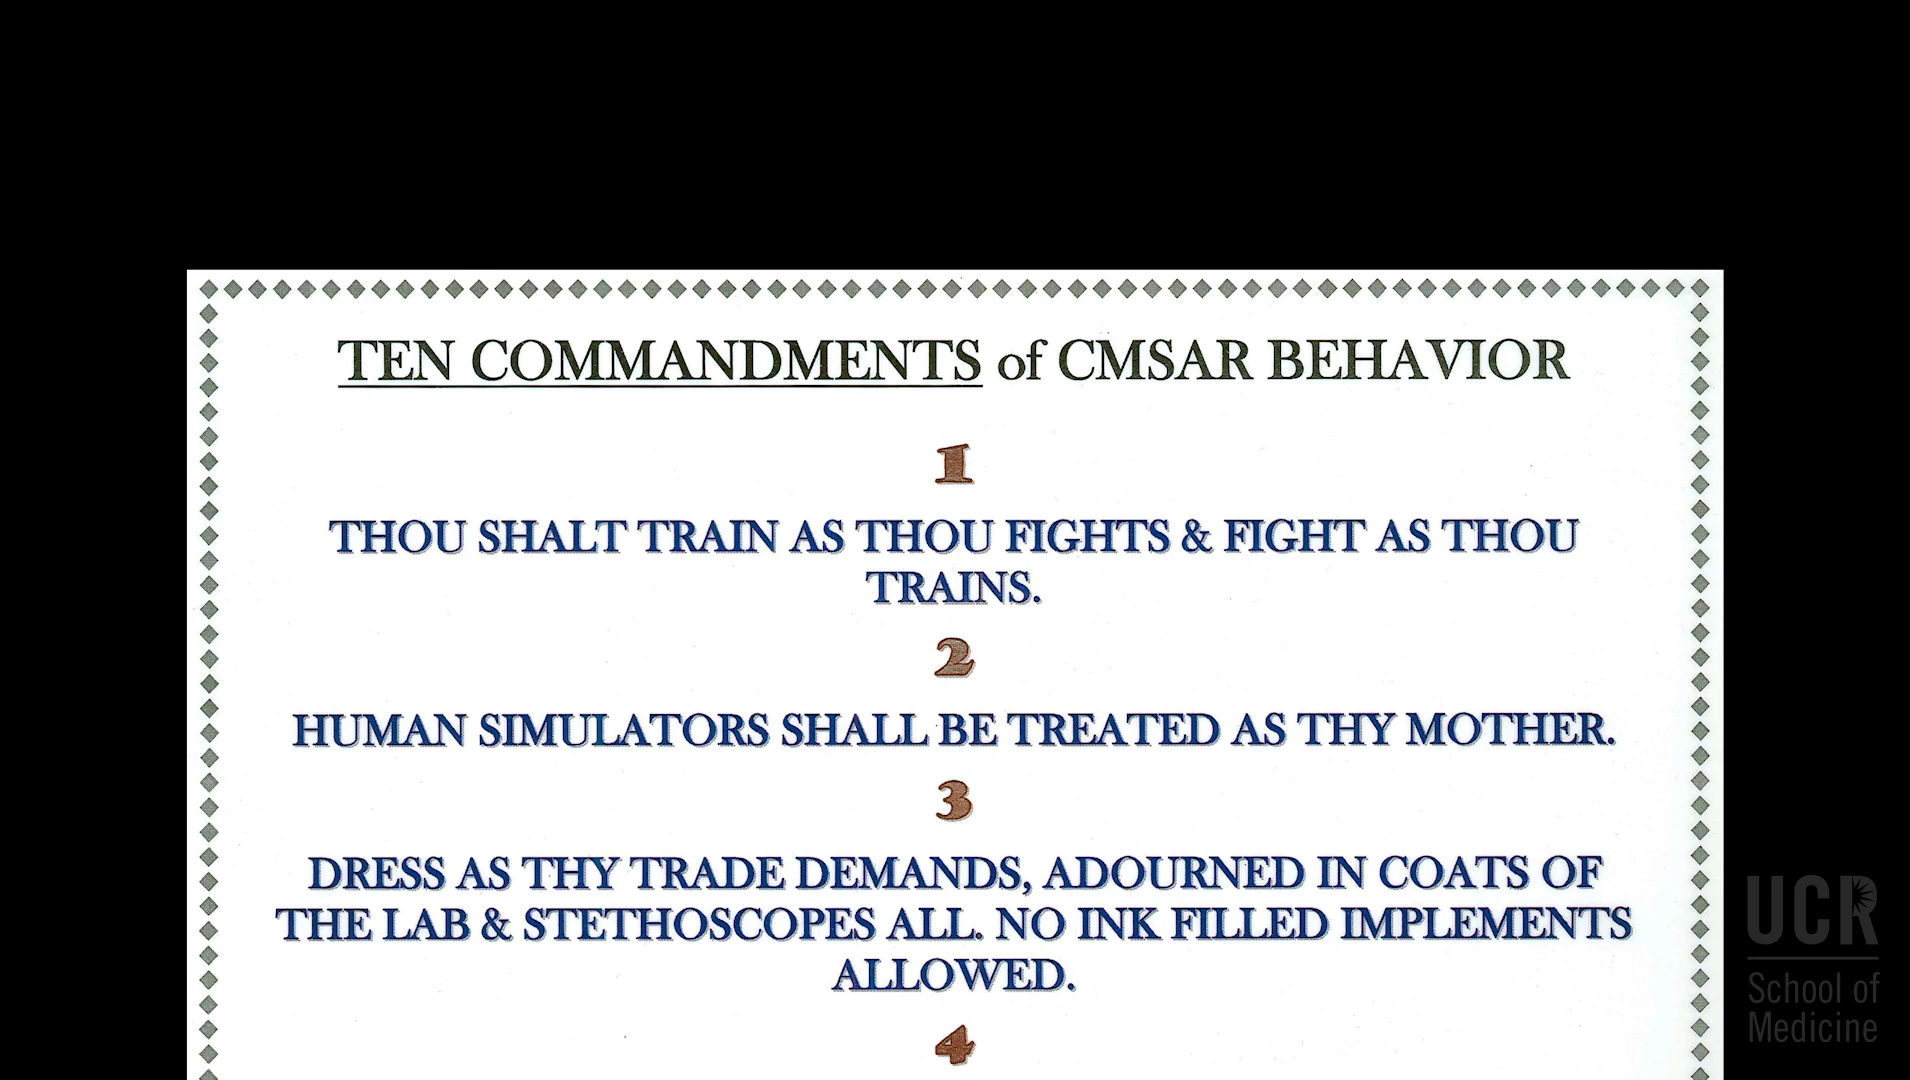 TEN COMMANDMENTS of CMSAR BEHAVIOR
1
THOU SHALT TRAIN AS THOU FIGHTS & FIGHT AS THOU
TRAINS.
2
HUMAN SIMULATORS SHALL BE TREATED AS THY MOTHER.
3
DRESS AS THY TRADE DEMANDS, ADOURNED IN COATS OF
THE LAB & STETHOSCOPES ALL. NO INK FILLED IMPLEMENTS
ALLOWED.
4
UCR
School of
Medicine